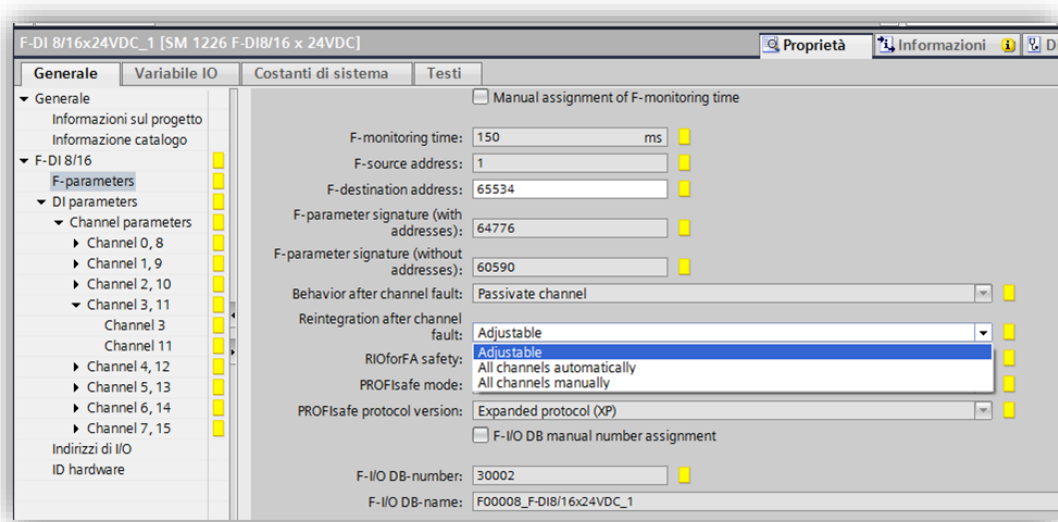 F-DI 8/16x24VDC_1 [SM 1226 F-DI8/16 x 24VDC]
Proprietà
Informazioni
Generale
Variabile IO
Costanti di sistema
Testi
Generale
Informazioni sul progetto
Informazione catalogo
F-DI 8/16
F-parameters
DI parameters
Channel parameters
Channel 0, 8
Channel 1, 9
Channel 2, 10
Channel 3, 11
Channel 3
Channel 11
Channel 4, 12
Channel 5, 13
Channel 6, 14
Channel 7, 15
Indirizzi di I/O
ID hardware
Manual assignment of F-monitoring time
F-monitoring time: 150 ms
F-source address: 1
F-destination address: 65534
F-parameter signature (with
addresses): 64776
F-parameter signature (without
addresses): 60590
Behavior after channel fault: Passivate channel
Reintegration after channel
fault: Adjustable
Adjustable
All channels automatically
All channels manually
RIOforFA safety:
PROFIsafe mode:
PROFIsafe protocol version: Expanded protocol (XP)
F-I/O DB manual number assignment
F-I/O DB-number: 30002
F-I/O DB-name: F00008_F-DI8/16x24VDC_1